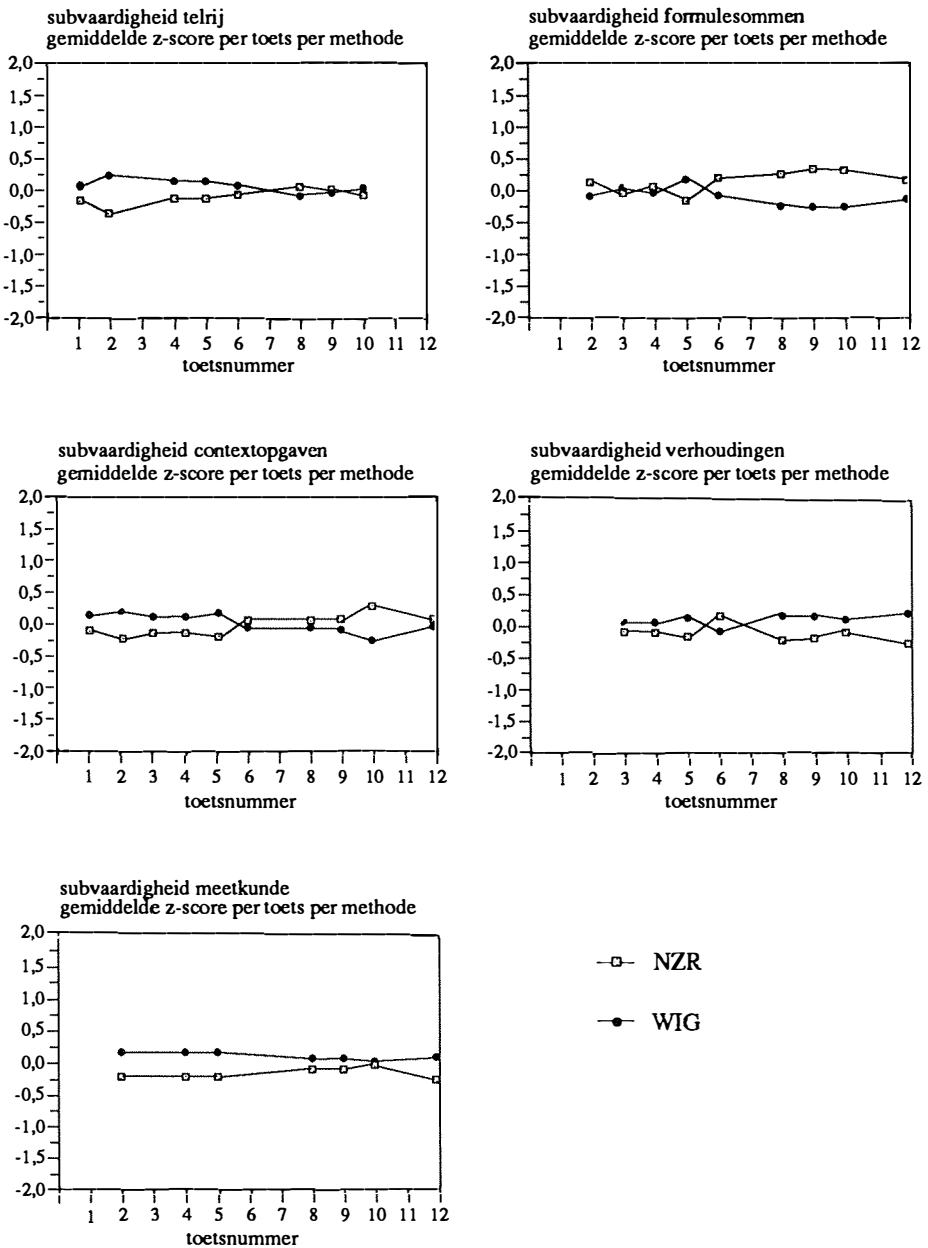 subvaardigheid telrij
gemiddelde z-score per toets per methode
2,0
1,5
1,0
0,5
0,0
-0,5
-1,0
-1,5
-2,0
1 2 4 5 6 7 8 9 10 11 12
toetsnummer
subvaardigheid formulesommen
gemiddelde z-score per toets per methode
2,0
1,5
1,0
0,5
0,0
-0,5
-1,0
-1,5
-2,0
1 2 3 4 5 6 7 8 9 10 11 12
toetsnummer
subvaardigheid contextopgaven
gemiddelde z-score per toets per methode
2,0
1,5
1,0
0,5
0,0
-0,5
-1,0
-1,5
-2,0
1 2 3 4 5 6 7 8 9 10 11 12
toetsnummer
subvaardigheid verhoudingen
gemiddelde z-score per toets per methode
2,0
1,5
1,0
0,5
0,0
-0,5
-1,0
-1,5
-2,0
1 2 3 4 5 6 7 8 9 10 11 12
toetsnummer
subvaardigheid meetkunde
gemiddelde z-score per toets per methode
2,0
1,5
1,0
0,5
0,0
-0,5
-1,0
-1,5
-2,0
1 2 3 4 5 6 7 8 9 10 11 12
toetsnummer
NZR
WIG